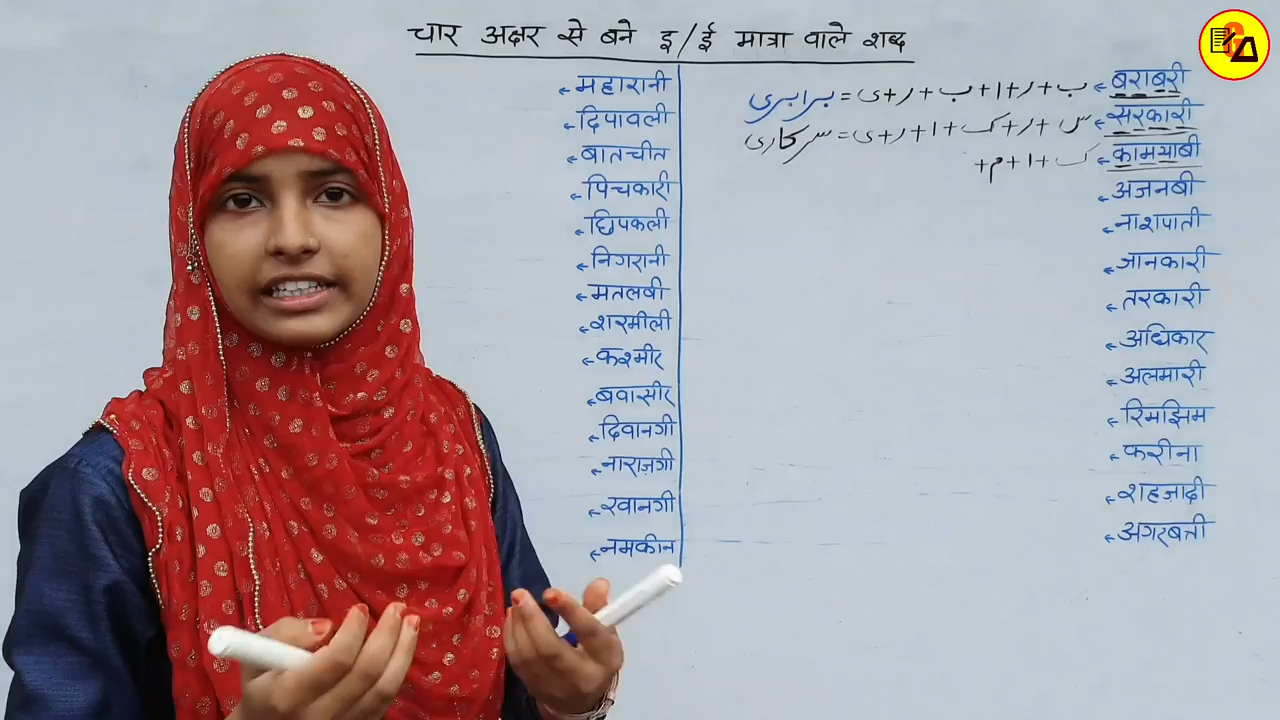 चार अक्षर से बने इ/ई मात्रा वाले शब्द
बराबरी ← ب + ر + ا + ب + ر + ی = برابری
सरकारी ← س + ر + ک + ا + ر + ی = سرکاری
कामयाबी ← ک + ا + م +
अजनबी
नाशपाती
जानकारी
तरकारी
अधिकार
अलमारी
रिमझिम
करीना
शहज़ादी
अगरबत्ती
महारानी
दिपावली
बातचीत
पिचकारी
छिपकली
निगरानी
मतलबी
शरमीली
कश्मीर
बवासीर
दिवानगी
नाराज़गी
रवानगी
नमकीन